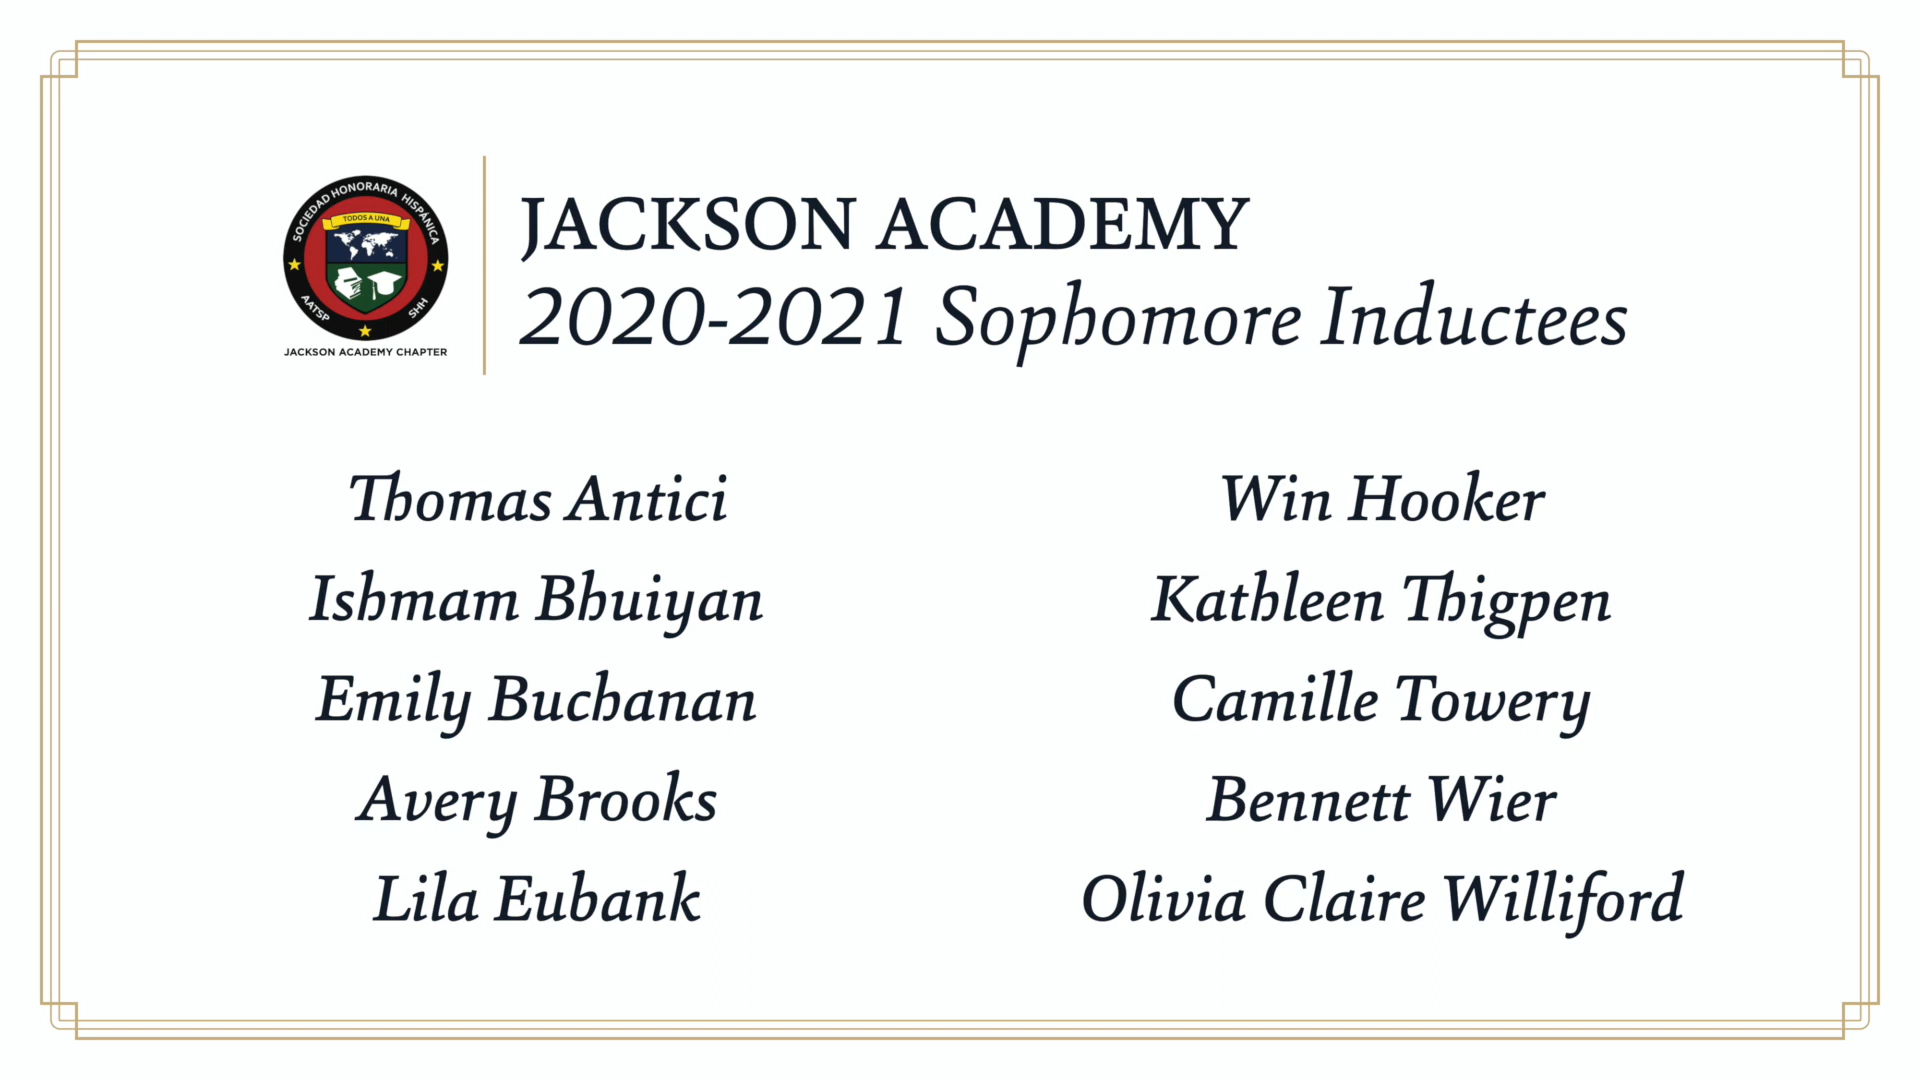 SOCIEDAD HONORARIA HISPÁNICA
TODOS A UNA
AATSP
SHH
JACKSON ACADEMY CHAPTER
JACKSON ACADEMY
2020-2021 Sophomore Inductees
Thomas Antici
Ishmam Bhuiyan
Emily Buchanan
Avery Brooks
Lila Eubank
Win Hooker
Kathleen Thigpen
Camille Towery
Bennett Wier
Olivia Claire Williford